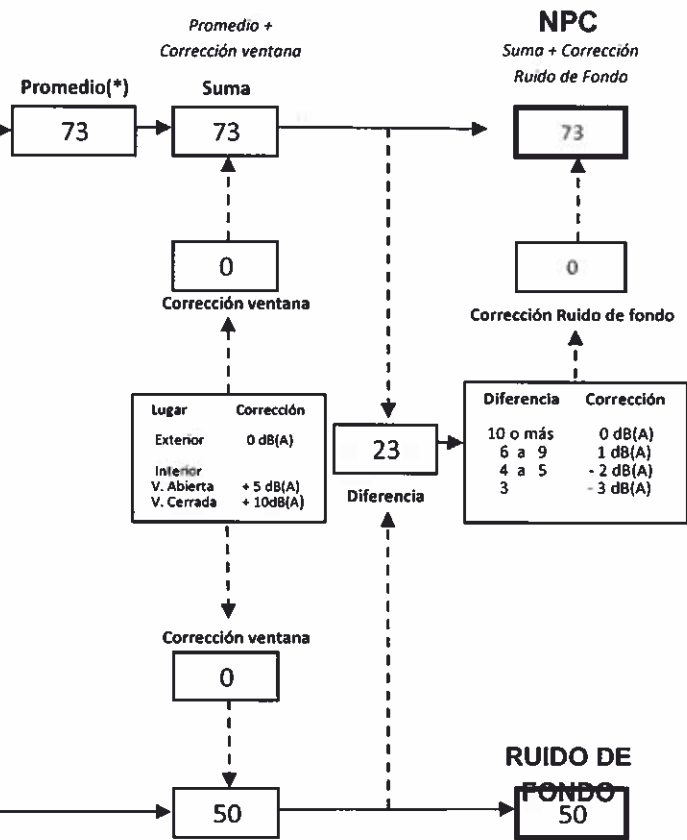 Promedio +
Corrección ventana
NPC
Suma + Corrección
Ruido de Fondo
Promedio(*)
Suma
73
73
73
0
Corrección ventana
0
Corrección Ruido de fondo
Lugar Corrección
Exterior 0 dB(A)
Interior
V. Abierta + 5 dB(A)
V. Cerrada + 10dB(A)
23
Diferencia
Diferencia Corrección
10 o más 0 dB(A)
6 a 9 1 dB(A)
4 a 5 - 2 dB(A)
3 - 3 dB(A)
Corrección ventana
0
RUIDO DE
FONDO
50
50